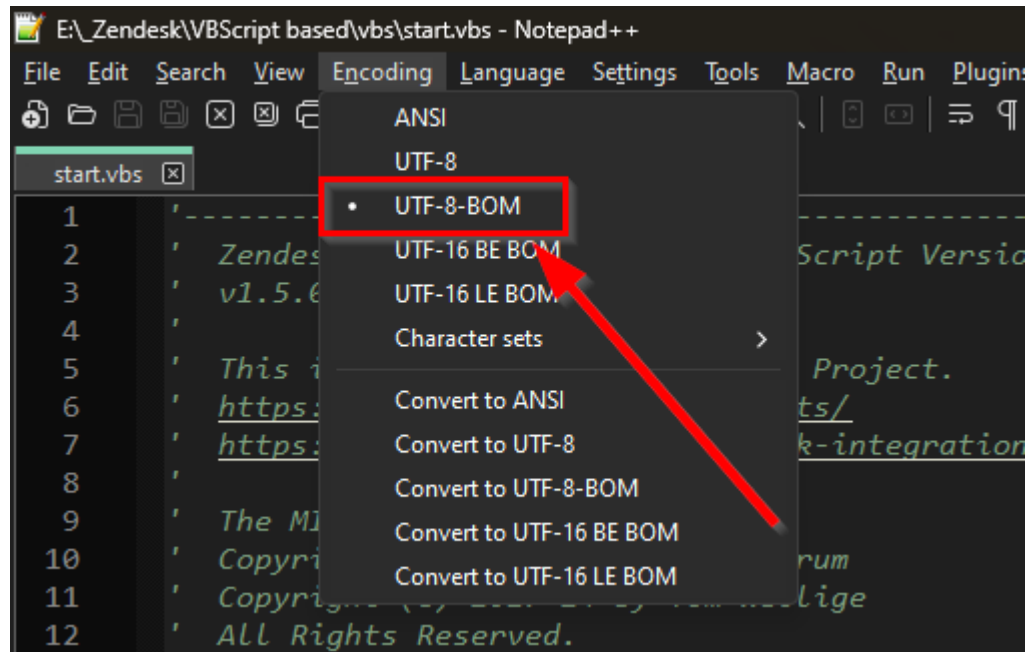 E:\_Zendesk\VBScript based\vbs\start.vbs - Notepad++
File Edit Search View Encoding Language Settings Tools Macro Run Plugins
start.vbs
ANSI
UTF-8
UTF-8-BOM
UTF-16 BE BOM
UTF-16 LE BOM
Character sets
Convert to ANSI
Convert to UTF-8
Convert to UTF-8-BOM
Convert to UTF-16 BE BOM
Convert to UTF-16 LE BOM
1 '--------
2 ' Zendes Script Versio
3 ' v1.5.0
4 '
5 ' This i Project.
6 ' https: ts/
7 ' https: k-integration
8 '
9 ' The MI
10 ' Copyri rum
11 ' Copyri lige
12 ' All Rights Reserved.